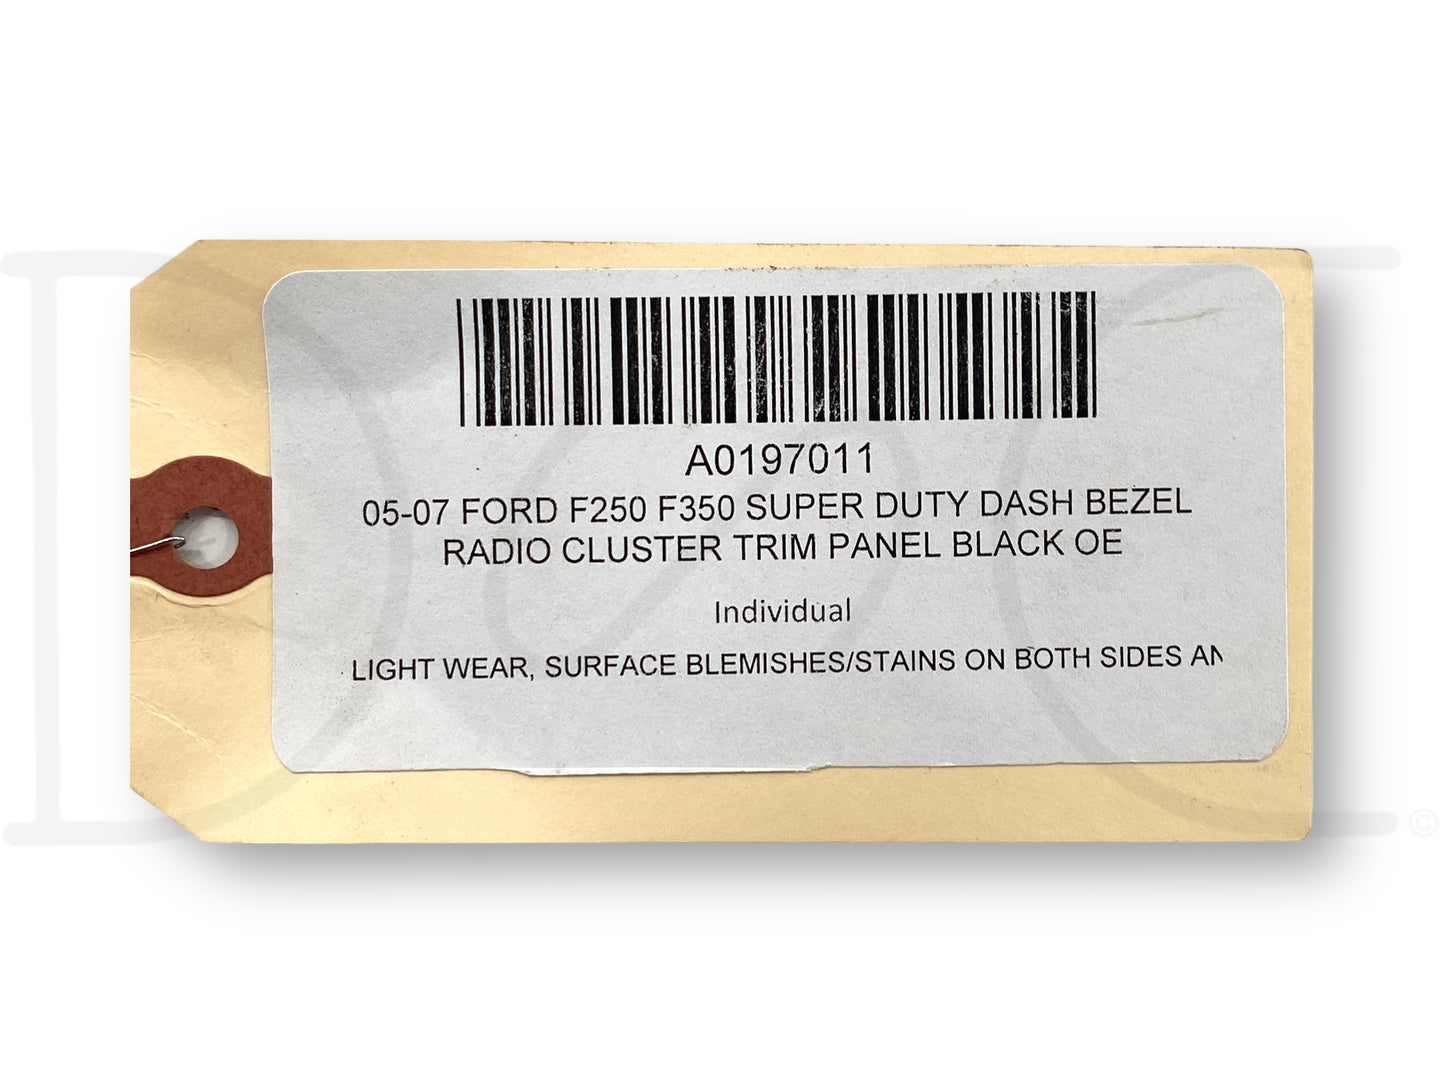 A0197011
05-07 FORD F250 F350 SUPER DUTY DASH BEZEL
RADIO CLUSTER TRIM PANEL BLACK OE
Individual
LIGHT WEAR, SURFACE BLEMISHES/STAINS ON BOTH SIDES AN
©